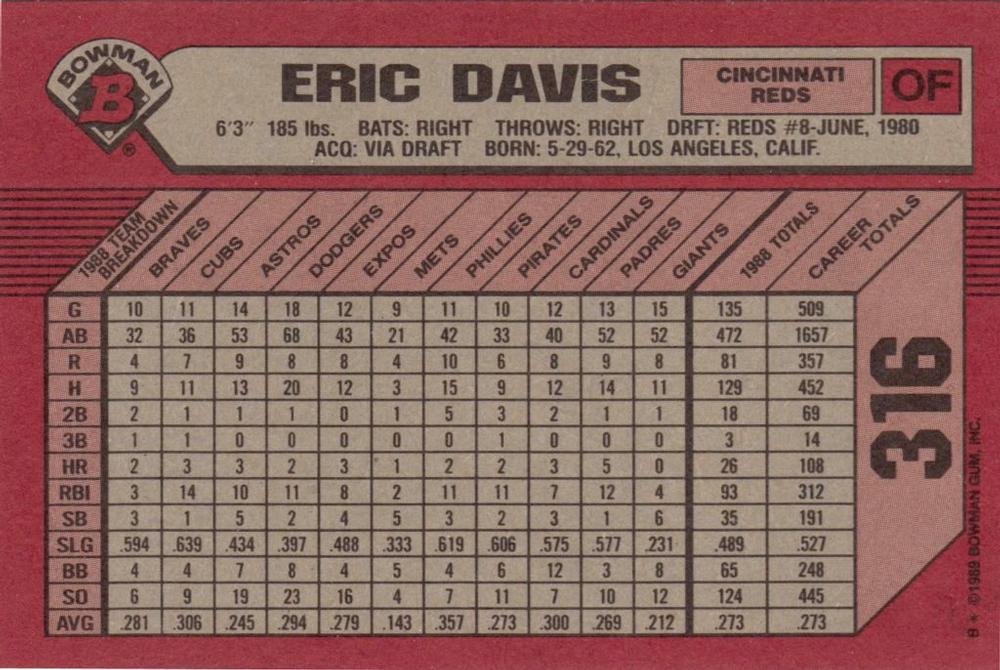 BOWMAN
B
®
ERIC DAVIS
CINCINNATI
REDS
OF
6'3" 185 lbs. BATS: RIGHT THROWS: RIGHT DRFT: REDS #8-JUNE, 1980
ACQ: VIA DRAFT BORN: 5-29-62, LOS ANGELES, CALIF.
1988 TEAM
BREAKDOWN
BRAVES CUBS ASTROS DODGERS EXPOS METS PHILLIES PIRATES CARDINALS PADRES GIANTS 1988 TOTALS CAREER TOTALS
G 10 11 14 18 12 9 11 10 12 13 15 135 509
AB 32 36 53 68 43 21 42 33 40 52 52 472 1657
R 4 7 9 8 8 4 10 6 8 9 8 81 357
H 9 11 13 20 12 3 15 9 12 14 11 129 452
2B 2 1 1 1 0 1 5 3 2 1 1 18 69
3B 1 1 0 0 0 0 0 1 0 0 0 3 14
HR 2 3 3 2 3 1 2 2 3 5 0 26 108
RBI 3 14 10 11 8 2 11 11 7 12 4 93 312
SB 3 1 5 2 4 5 3 2 3 1 6 35 191
SLG .594 .639 .434 .397 .488 .333 .619 .606 .575 .577 .231 .489 .527
BB 4 4 7 8 4 5 4 6 12 3 8 65 248
SO 6 9 19 23 16 4 7 11 7 10 12 124 445
AVG .281 .306 .245 .294 .279 .143 .357 .273 .300 .269 .212 .273 .273
316
B * ©1989 BOWMAN GUM, INC.